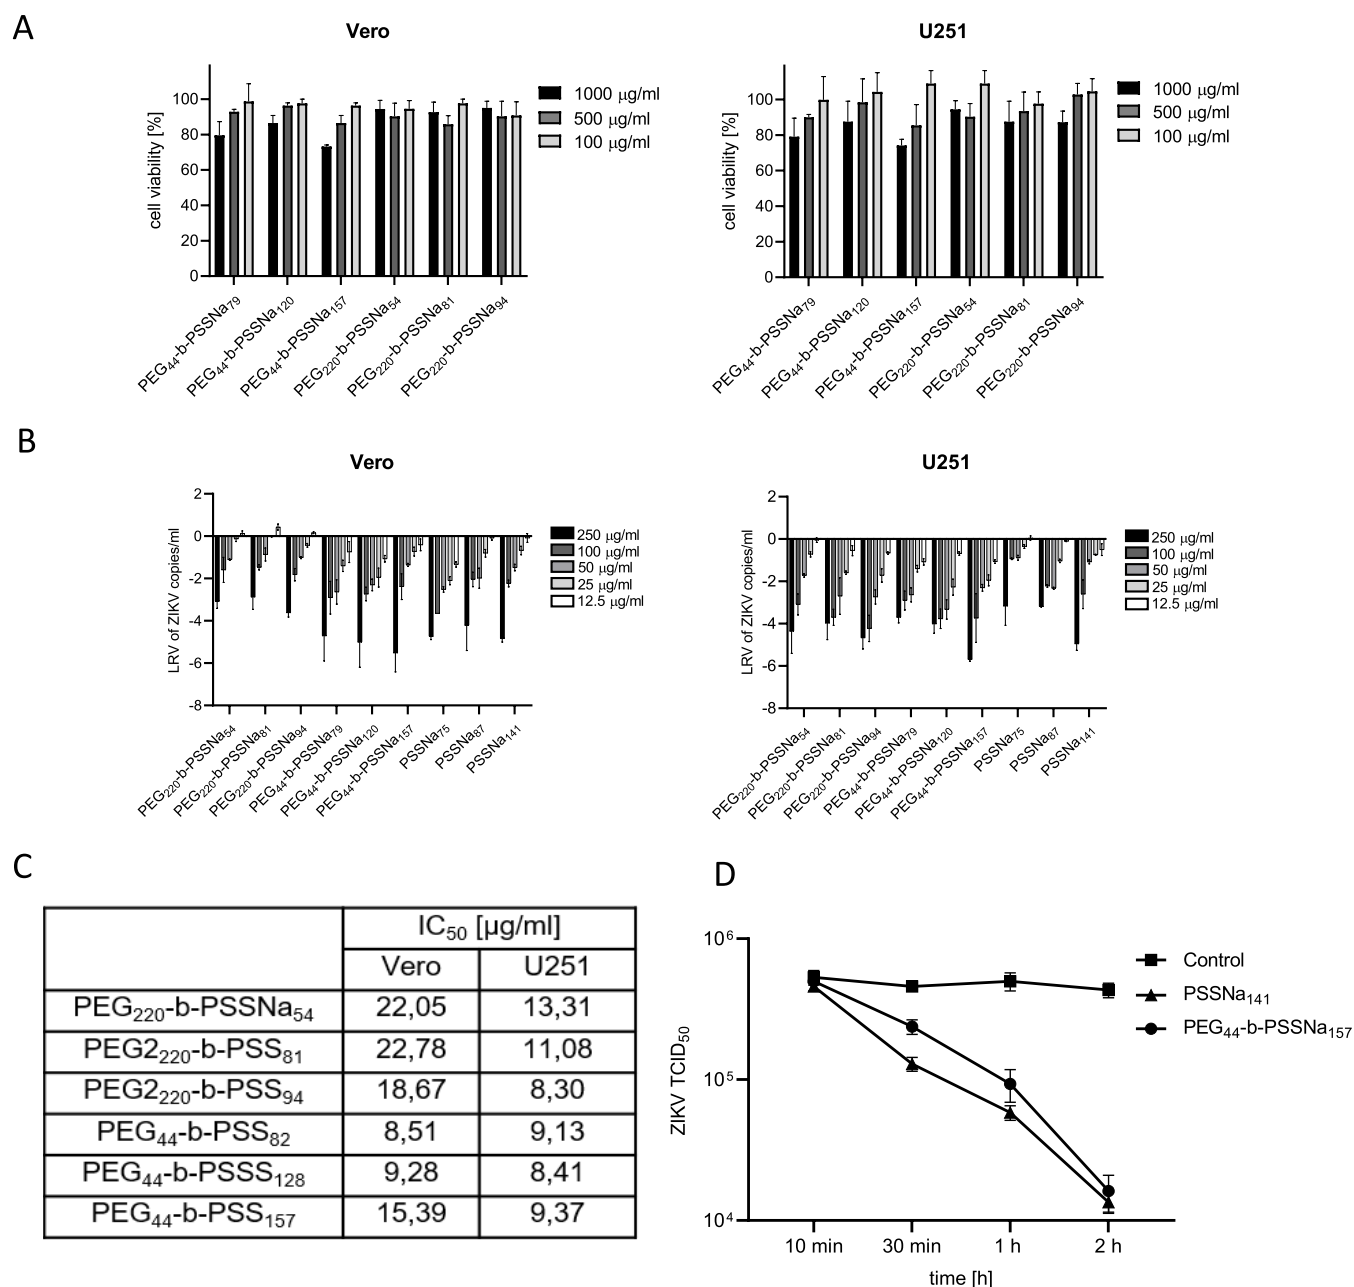 A
Vero
cell viability [%]
100
80
60
40
20
0
1000 µg/ml
500 µg/ml
100 µg/ml
PEG44-b-PSSNa79
PEG44-b-PSSNa120
PEG44-b-PSSNa157
PEG220-b-PSSNa54
PEG220-b-PSSNa81
PEG220-b-PSSNa94
U251
cell viability [%]
100
80
60
40
20
0
1000 µg/ml
500 µg/ml
100 µg/ml
PEG44-b-PSSNa79
PEG44-b-PSSNa120
PEG44-b-PSSNa157
PEG220-b-PSSNa54
PEG220-b-PSSNa81
PEG220-b-PSSNa94
B
Vero
LRV of ZIKV copies/ml
2
0
-2
-4
-6
-8
250 µg/ml
100 µg/ml
50 µg/ml
25 µg/ml
12.5 µg/ml
PEG220-b-PSSNa54
PEG220-b-PSSNa81
PEG220-b-PSSNa94
PEG44-b-PSSNa79
PEG44-b-PSSNa120
PEG44-b-PSSNa157
PSSNa75
PSSNa87
PSSNa141
U251
LRV of ZIKV copies/ml
2
0
-2
-4
-6
-8
250 µg/ml
100 µg/ml
50 µg/ml
25 µg/ml
12.5 µg/ml
PEG220-b-PSSNa54
PEG220-b-PSSNa81
PEG220-b-PSSNa94
PEG44-b-PSSNa79
PEG44-b-PSSNa120
PEG44-b-PSSNa157
PSSNa75
PSSNa87
PSSNa141
C
IC50 [µg/ml]
Vero U251
PEG220-b-PSSNa54 22,05 13,31
PEG2220-b-PSS81 22,78 11,08
PEG2220-b-PSS94 18,67 8,30
PEG44-b-PSS82 8,51 9,13
PEG44-b-PSSS128 9,28 8,41
PEG44-b-PSS157 15,39 9,37
D
ZIKV TCID50
10⁶
10⁵
10⁴
Control
PSSNa141
PEG44-b-PSSNa157
10 min 30 min 1 h 2 h
time [h]